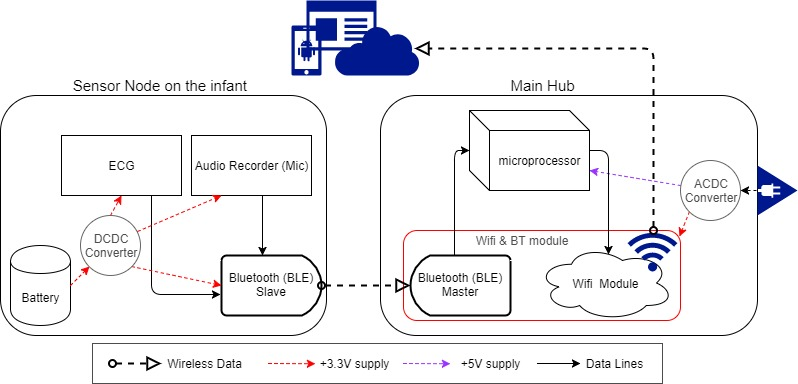 Sensor Node on the infant
Main Hub
ECG
Audio Recorder (Mic)
microprocessor
ACDC
Converter
DCDC
Converter
Wifi & BT module
Battery
Bluetooth (BLE)
Slave
Bluetooth (BLE)
Master
Wifi Module
Wireless Data
+3.3V supply
+5V supply
Data Lines